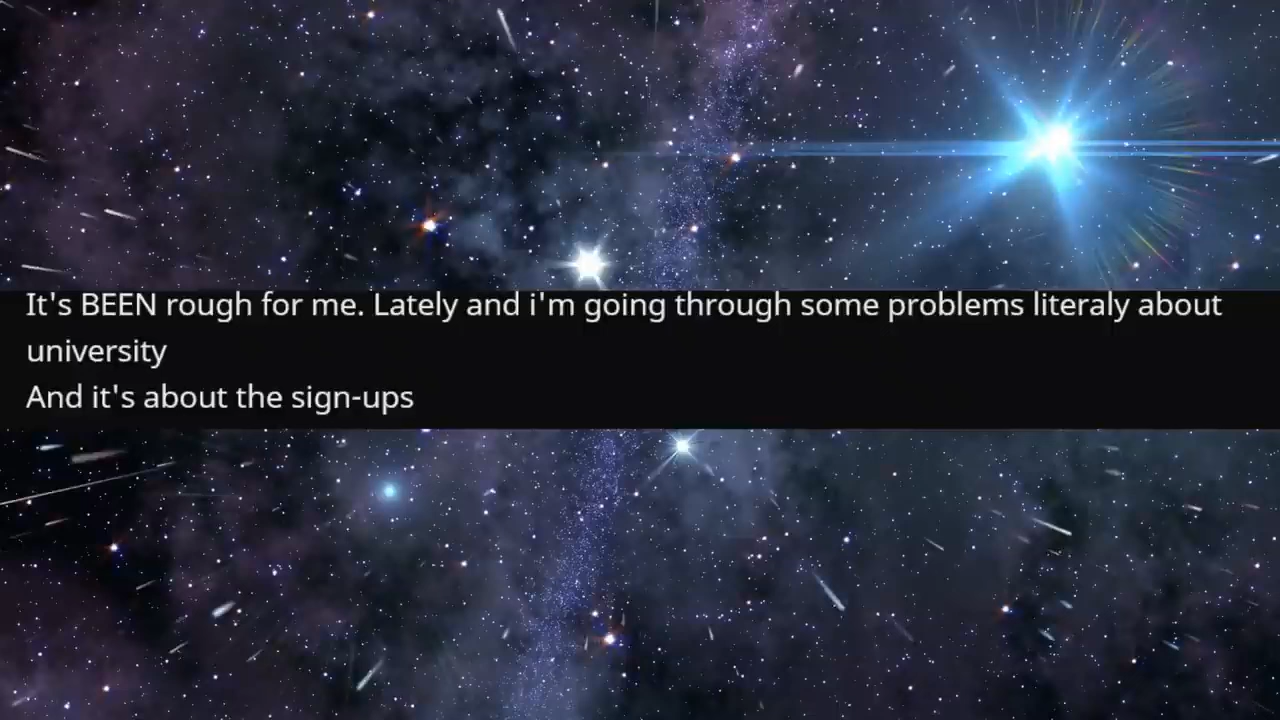 It's BEEN rough for me. Lately and i'm going through some problems literaly about
university
And it's about the sign-ups